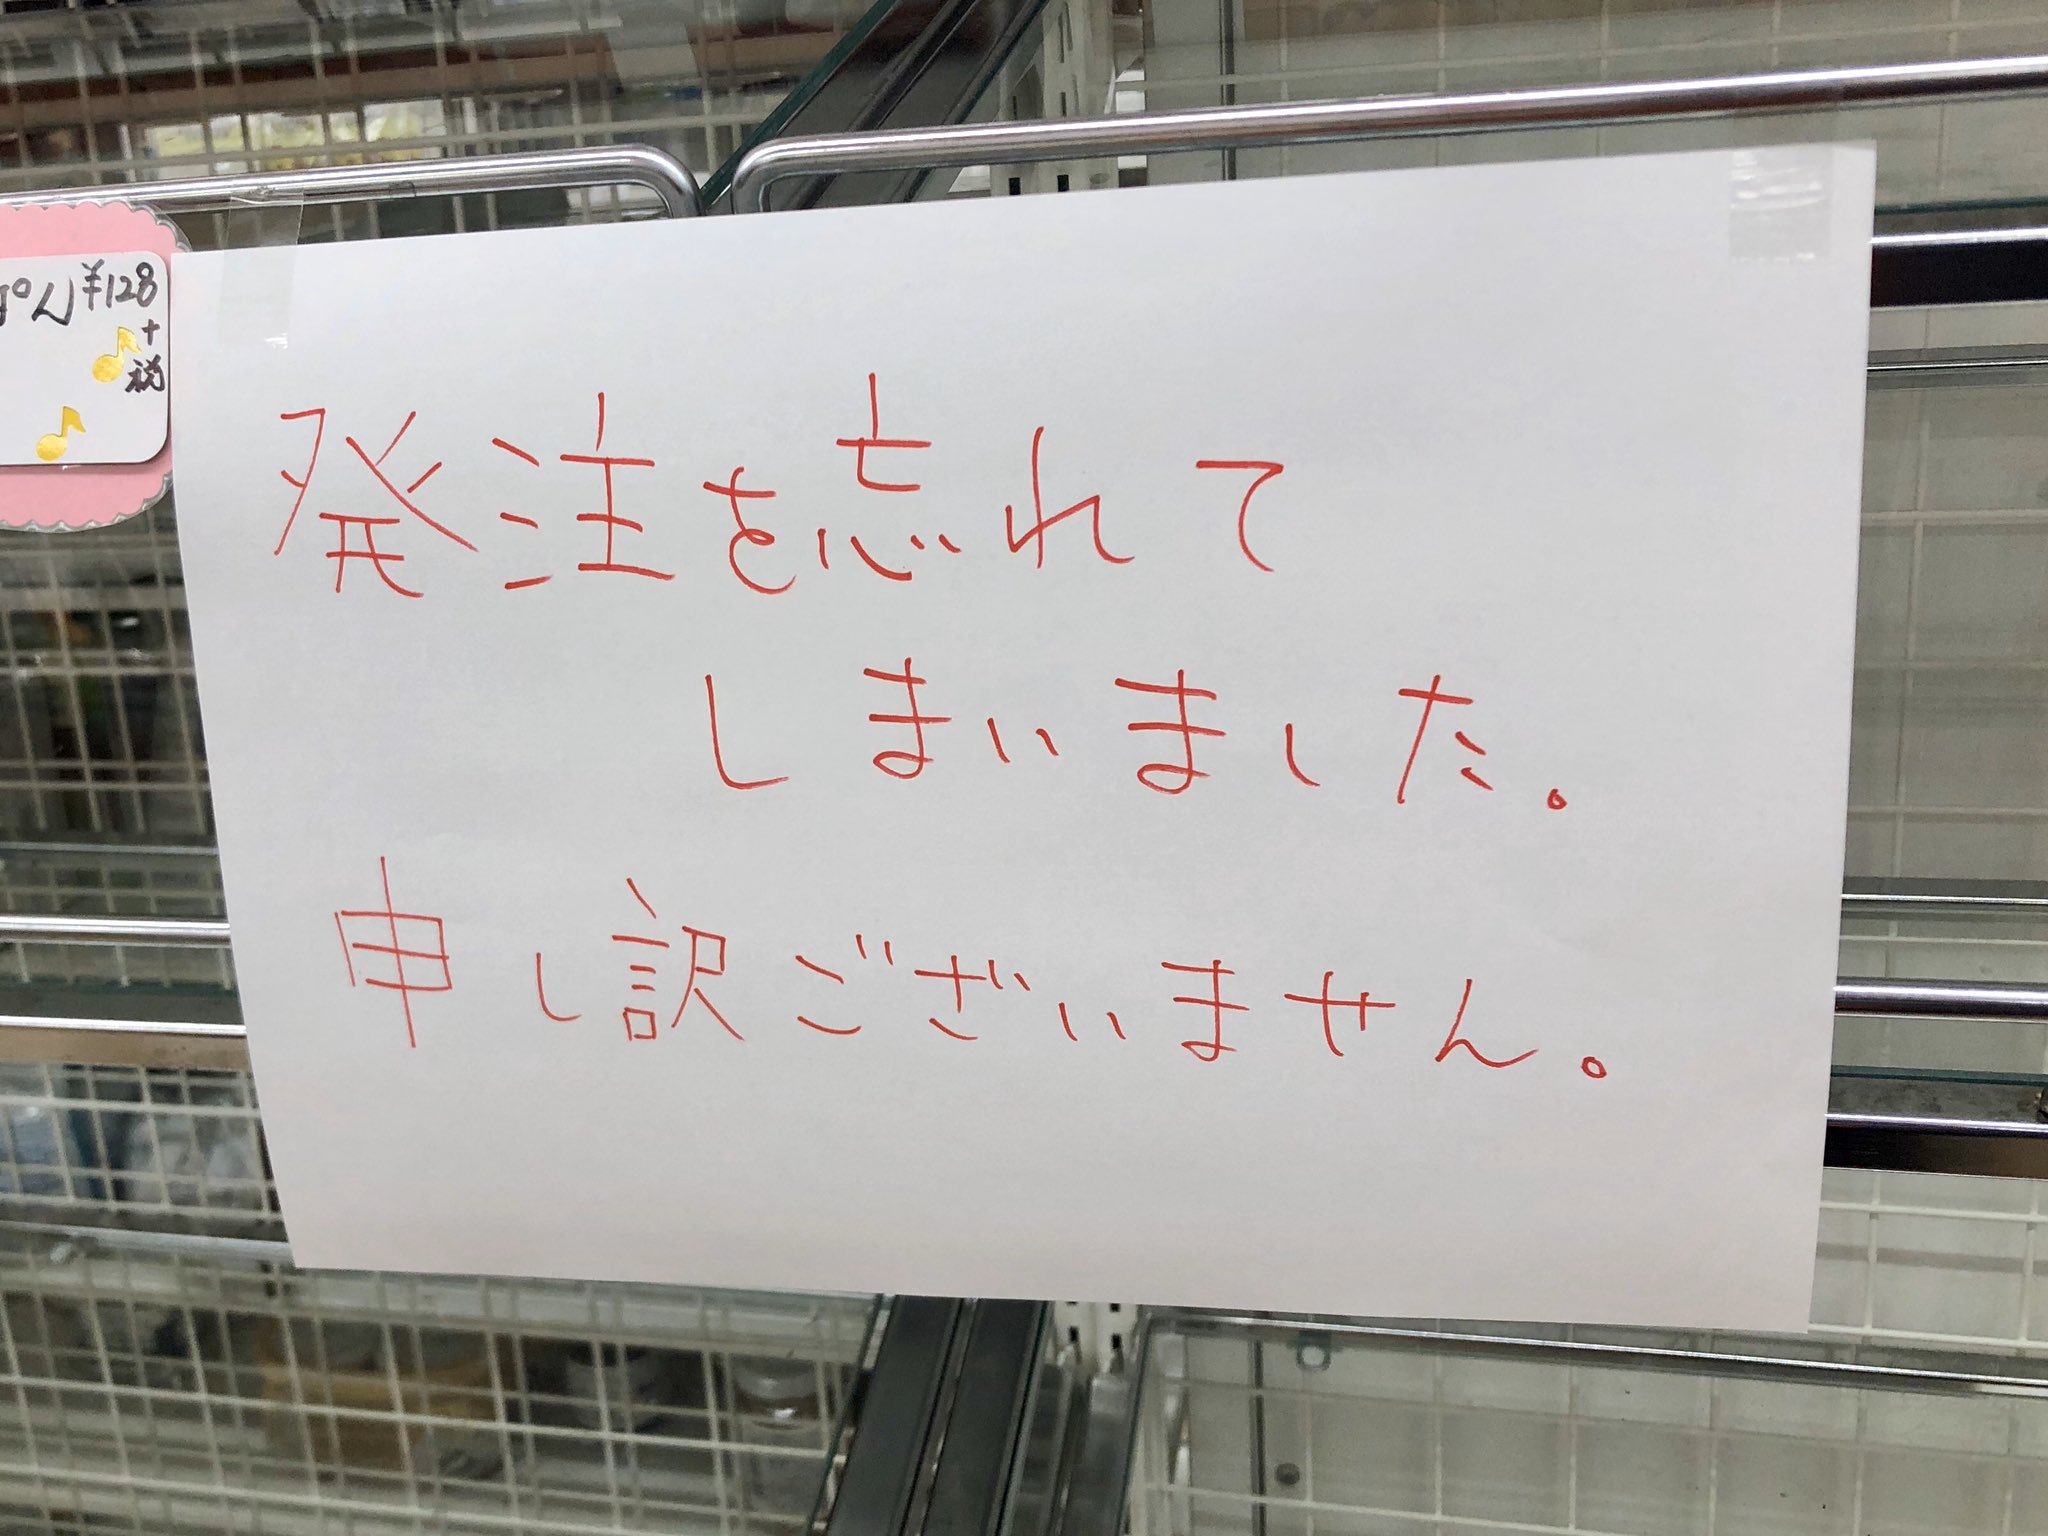 発注を忘れて
しまいました。
申し訳ございません。
ぽん¥128
+
税